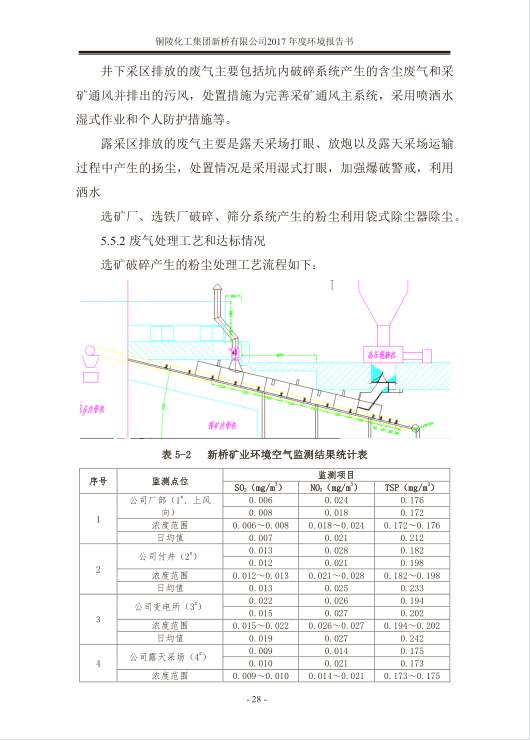 铜陵化工集团新桥有限公司2017 年度环境报告书
井下采区排放的废气主要包括坑内破碎系统产生的含尘废气和采
矿通风并排出的污风，处置措施为完善采矿通风主系统，采用喷洒水
湿式作业和个人防护措施等。
露采区排放的废气主要是露天采场打眼、放炮以及露天采场运输
过程中产生的扬尘，处置情况是采用湿式打眼，加强爆破警戒，利用
洒水
选矿厂、选铁厂破碎、筛分系统产生的粉尘利用袋式除尘器除尘。
5.5.2 废气处理工艺和达标情况
选矿破碎产生的粉尘处理工艺流程如下：
高压辊磨机
皮带机
表 5-2 新桥矿业环境空气监测结果统计表
序号 监测点位 监测项目
SO₂（mg/m³） NO₂（mg/m³） TSP（mg/m³）
1 公司厂部（1#、上风向） 0.006 0.024 0.176
0.008 0.018 0.172
浓度范围 0.006～0.008 0.018～0.024 0.172～0.176
日均值 0.007 0.021 0.212
2 公司付井（2#） 0.013 0.028 0.182
0.012 0.021 0.198
浓度范围 0.012～0.013 0.021～0.028 0.182～0.198
日均值 0.013 0.025 0.233
3 公司变电所（3#） 0.022 0.026 0.194
0.015 0.027 0.202
浓度范围 0.015～0.022 0.026～0.027 0.194～0.202
日均值 0.019 0.027 0.242
4 公司露天采场（4#） 0.009 0.014 0.175
0.010 0.021 0.173
浓度范围 0.009～0.010 0.014～0.021 0.173～0.175
- 28 -